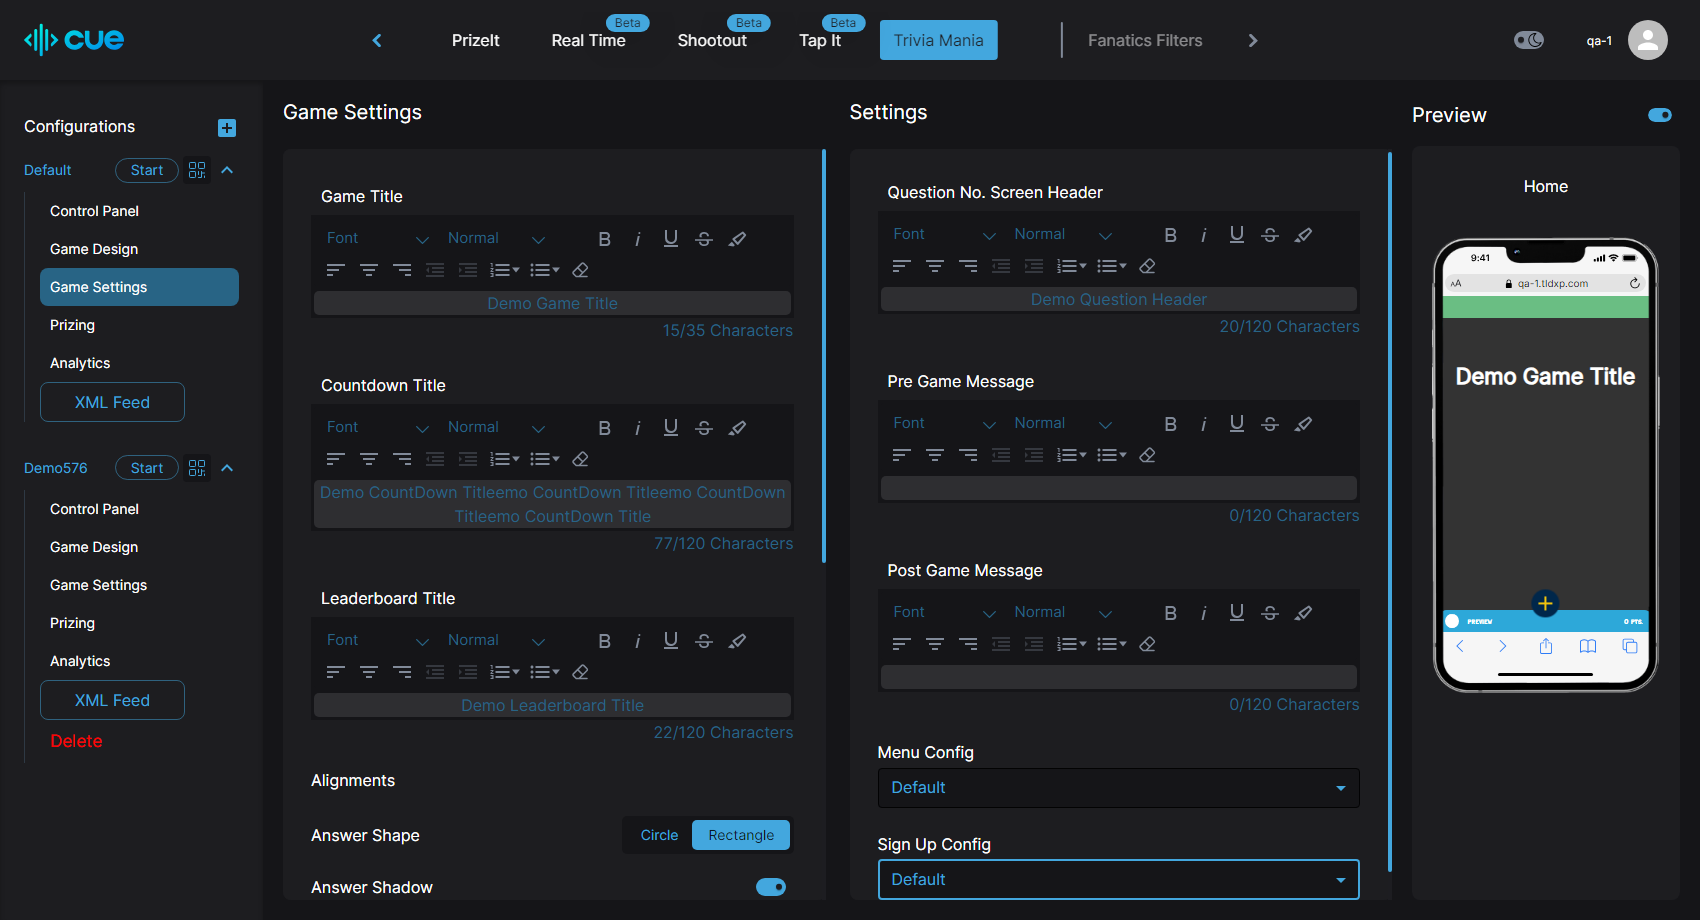 cue
PrizeIt
Real Time
Beta
Shootout
Beta
Tap It
Beta
Trivia Mania
Fanatics Filters
qa-1
Configurations
Default
Start
Control Panel
Game Design
Game Settings
Prizing
Analytics
XML Feed
Demo576
Start
Control Panel
Game Design
Game Settings
Prizing
Analytics
XML Feed
Delete
Game Settings
Game Title
Font
Normal
B
i
U
S
Demo Game Title
15/35 Characters
Countdown Title
Font
Normal
B
i
U
S
Demo CountDown Titleemo CountDown Titleemo CountDown
Titleemo CountDown Title
77/120 Characters
Leaderboard Title
Font
Normal
B
i
U
S
Demo Leaderboard Title
22/120 Characters
Alignments
Answer Shape
Circle
Rectangle
Answer Shadow
Settings
Question No. Screen Header
Font
Normal
B
i
U
S
Demo Question Header
20/120 Characters
Pre Game Message
Font
Normal
B
i
U
S
0/120 Characters
Post Game Message
Font
Normal
B
i
U
S
0/120 Characters
Menu Config
Default
Sign Up Config
Default
Preview
Home
9:41
AA
qa-1.tldxp.com
Demo Game Title
PREVIEW
0 PTS.